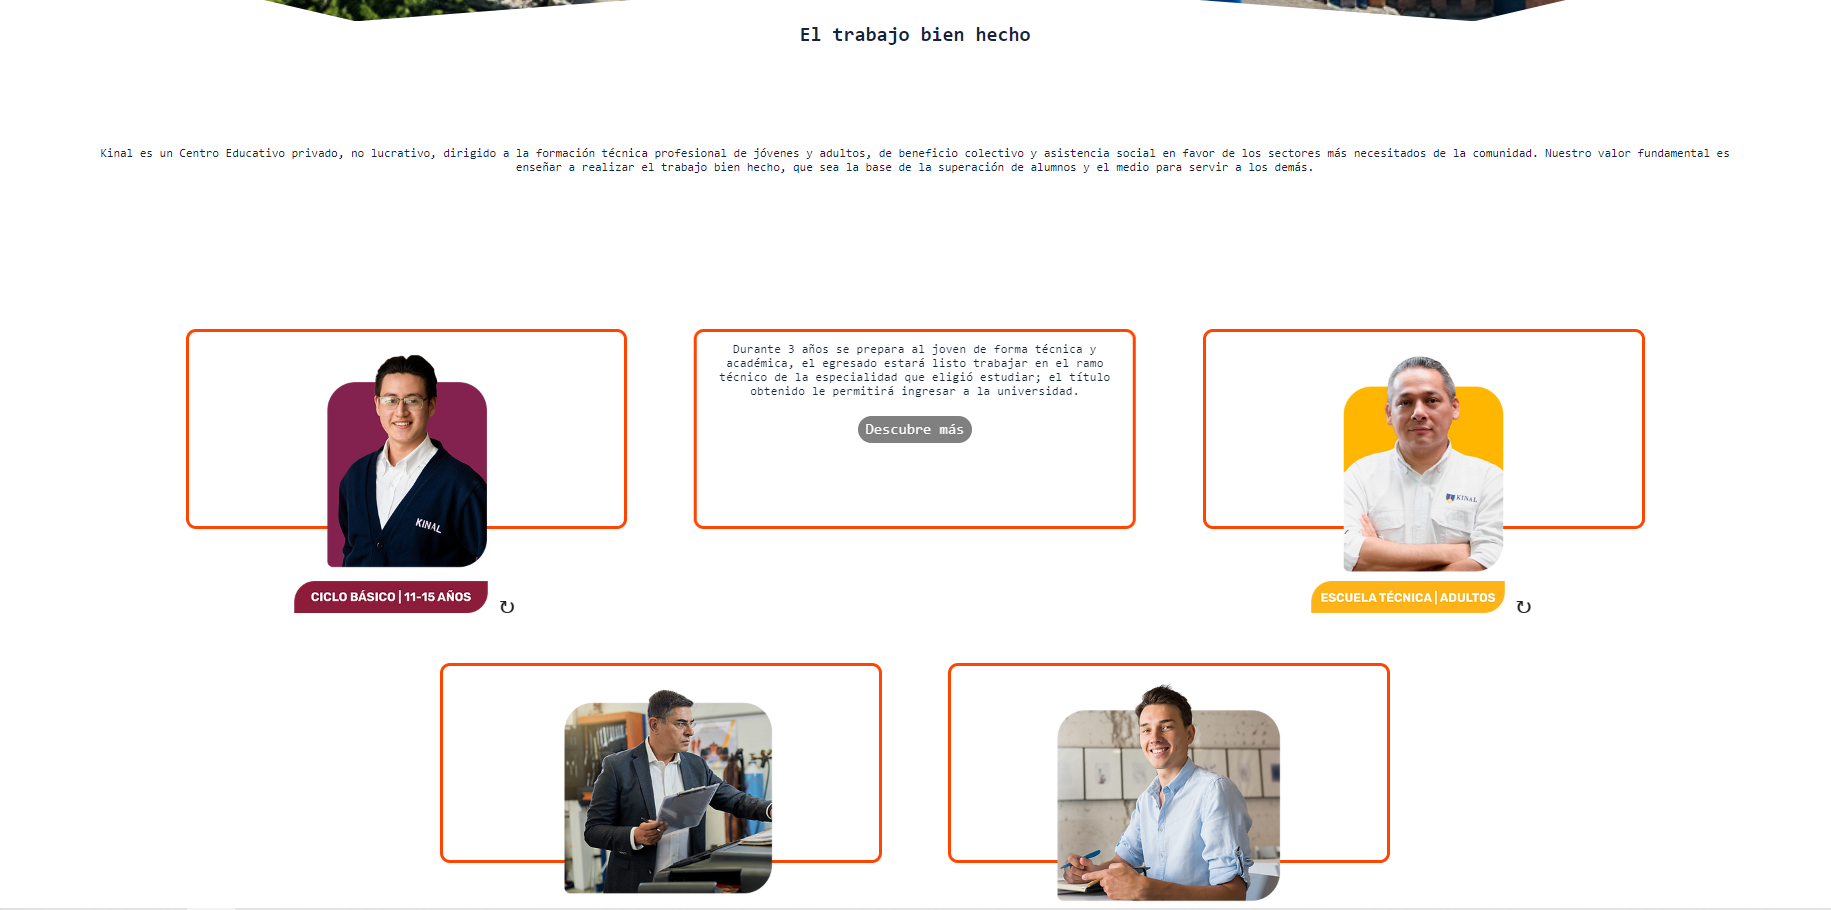 El trabajo bien hecho
Kinal es un Centro Educativo privado, no lucrativo, dirigido a la formación técnica profesional de jóvenes y adultos, de beneficio colectivo y asistencia social en favor de los sectores más necesitados de la comunidad. Nuestro valor fundamental es
enseñar a realizar el trabajo bien hecho, que sea la base de la superación de alumnos y el medio para servir a los demás.
Durante 3 años se prepara al joven de forma técnica y
académica, el egresado estará listo trabajar en el ramo
técnico de la especialidad que eligió estudiar; el título
obtenido le permitirá ingresar a la universidad.
Descubre más
KINAL
KINAL
CICLO BÁSICO | 11-15 AÑOS
ESCUELA TÉCNICA | ADULTOS